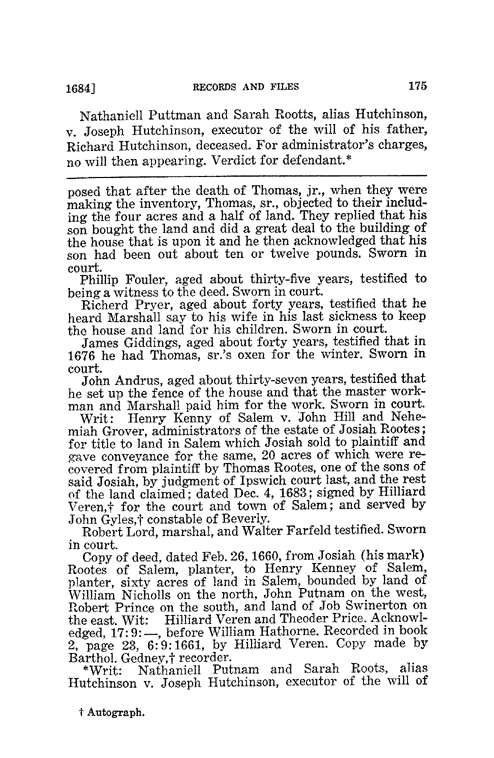 1684] RECORDS AND FILES 175
Nathaniell Puttman and Sarah Rootts, alias Hutchinson,
v. Joseph Hutchinson, executor of the will of his father,
Richard Hutchinson, deceased. For administrator's charges,
no will then appearing. Verdict for defendant.*
posed that after the death of Thomas, jr., when they were
making the inventory, Thomas, sr., objected to their includ-
ing the four acres and a half of land. They replied that his
son bought the land and did a great deal to the building of
the house that is upon it and he then acknowledged that his
son had been out about ten or twelve pounds. Sworn in
court.
Phillip Fouler, aged about thirty-five years, testified to
being a witness to the deed. Sworn in court.
Richerd Pryer, aged about forty years, testified that he
heard Marshall say to his wife in his last sickness to keep
the house and land for his children. Sworn in court.
James Giddings, aged about forty years, testified that in
1676 he had Thomas, sr.'s oxen for the winter. Sworn in
court.
John Andrus, aged about thirty-seven years, testified that
he set up the fence of the house and that the master work-
man and Marshall paid him for the work. Sworn in court.
Writ: Henry Kenny of Salem v. John Hill and Nehe-
miah Grover, administrators of the estate of Josiah Rootes;
for title to land in Salem which Josiah sold to plaintiff and
gave conveyance for the same, 20 acres of which were re-
covered from plaintiff by Thomas Rootes, one of the sons of
said Josiah, by judgment of Ipswich court last, and the rest
of the land claimed; dated Dec. 4, 1683; signed by Hilliard
Veren,† for the court and town of Salem; and served by
John Gyles,† constable of Beverly.
Robert Lord, marshal, and Walter Farfeld testified. Sworn
in court.
Copy of deed, dated Feb. 26, 1660, from Josiah (his mark)
Rootes of Salem, planter, to Henry Kenney of Salem,
planter, sixty acres of land in Salem, bounded by land of
William Nicholls on the north, John Putnam on the west,
Robert Prince on the south, and land of Job Swinerton on
the east. Wit: Hilliard Veren and Theoder Price. Acknowl-
edged, 17:9:—, before William Hathorne. Recorded in book
2, page 23, 6:9:1661, by Hilliard Veren. Copy made by
Barthol. Gedney,† recorder.
*Writ: Nathaniell Putnam and Sarah Roots, alias
Hutchinson v. Joseph Hutchinson, executor of the will of
† Autograph.